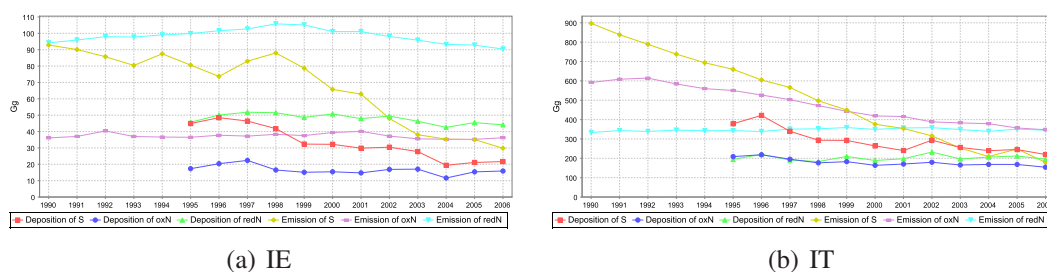 110
100
90
80
70
60
50
40
30
20
10
0
Gg
1990 1991 1992 1993 1994 1995 1996 1997 1998 1999 2000 2001 2002 2003 2004 2005 2006
Deposition of S Deposition of oxN Deposition of redN Emission of S Emission of oxN Emission of redN
(a) IE
900
800
700
600
500
400
300
200
100
0
Gg
1990 1991 1992 1993 1994 1995 1996 1997 1998 1999 2000 2001 2002 2003 2004 2005
Deposition of S Deposition of oxN Deposition of redN Emission of S Emission of oxN Emission of redN
(b) IT